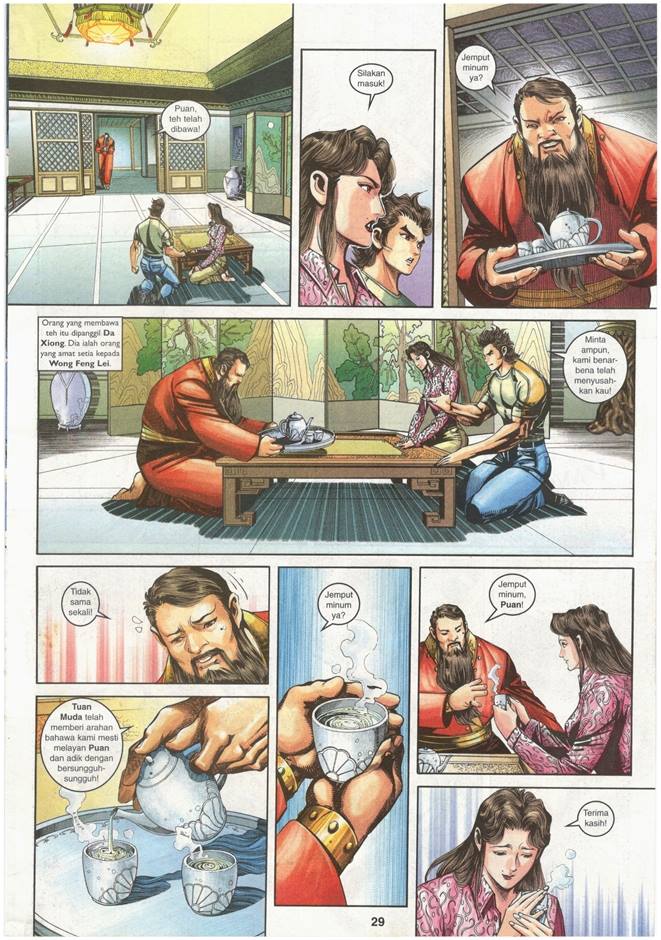 Puan,
teh telah
dibawa!
Silakan
masuk!
Jemput
minum
ya?
Orang yang membawa
teh itu dipanggil Da
Xiong. Dia ialah orang
yang amat setia kepada
Wong Feng Lei.
Minta
ampun,
kami benar-
bena telah
menyusah-
kan kau!
Tidak
sama
sekali!
Tuan
Muda telah
memberi arahan
bahawa kami mesti
melayan Puan
dan adik dengan
bersungguh-
sungguh!
Jemput
minum
ya?
Jemput
minum,
Puan!
Terima
kasih!
29